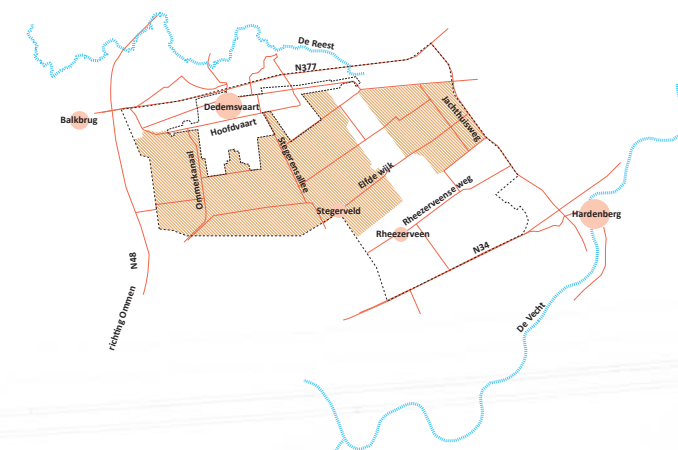 De Reest
N377
Dedemsvaart
Balkbrug
Hoofdvaart
Jachthuisweg
Stegerensallee
Ommerkanaal
Elfde wijk
Rheezerveense weg
Stegerveld
Hardenberg
Rheezerveen
N34
N48
richting Ommen
De Vecht